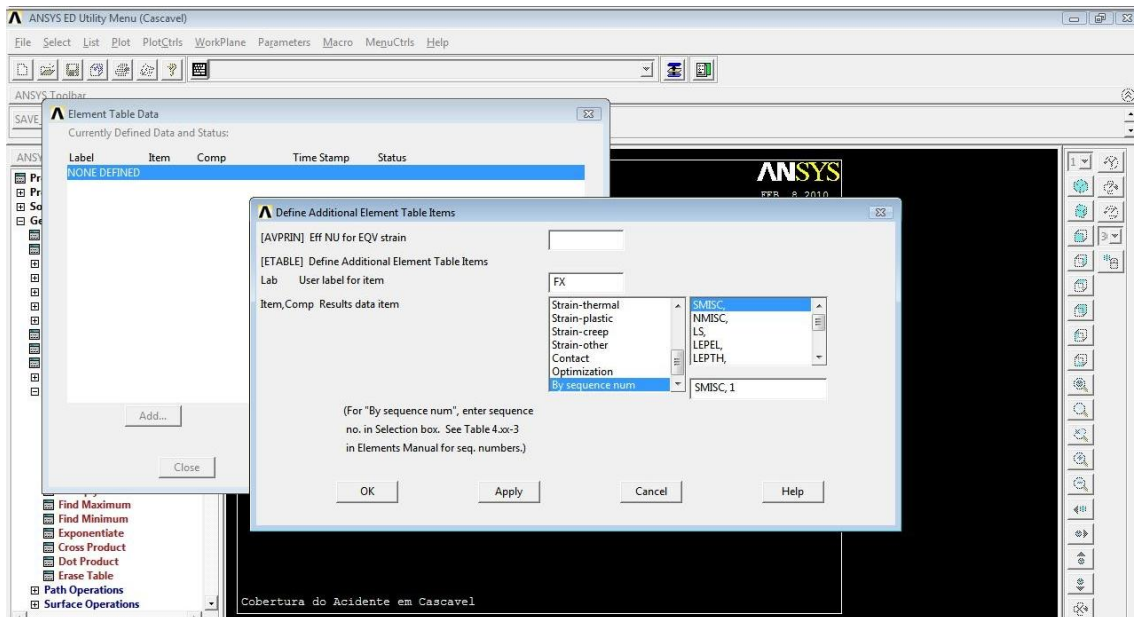 ANSYS ED Utility Menu (Cascavel)
File Select List Plot PlotCtrls WorkPlane Parameters Macro MenuCtrls Help
ANSYS Toolbar
SAVE
Element Table Data
Currently Defined Data and Status:
Label Item Comp Time Stamp Status
NONE DEFINED
Add...
Close
ANSYS
FEB 8 2010
Define Additional Element Table Items
[AVPRIN] Eff NU for EQV strain
[ETABLE] Define Additional Element Table Items
Lab User label for item FX
Item,Comp Results data item
Strain-thermal
Strain-plastic
Strain-creep
Strain-other
Contact
Optimization
By sequence num
SMISC,
NMISC,
LS,
LEPEL,
LEPTH,
SMISC, 1
(For "By sequence num", enter sequence
no. in Selection box. See Table 4.xx-3
in Elements Manual for seq. numbers.)
OK Apply Cancel Help
Find Maximum
Find Minimum
Exponentiate
Cross Product
Dot Product
Erase Table
Path Operations
Surface Operations
Cobertura do Acidente em Cascavel